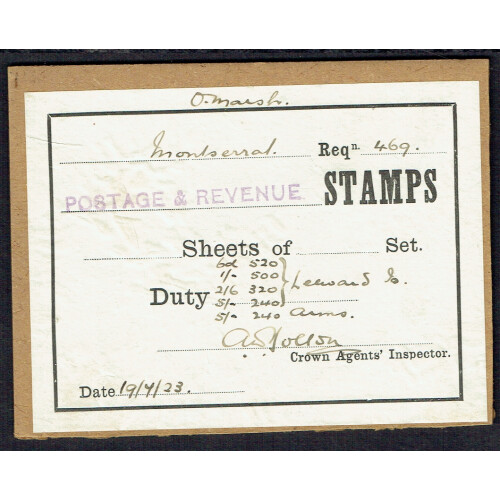 O. Marsh.
Montserrat. Reqn. 469.
POSTAGE & REVENUE STAMPS
Sheets of Set.
6d 520
1/- 500
Duty 2/6 320 } Leeward Is.
5/- 240
5/- 240 Arms.
Crown Agents' Inspector.
Date 19/7/23.